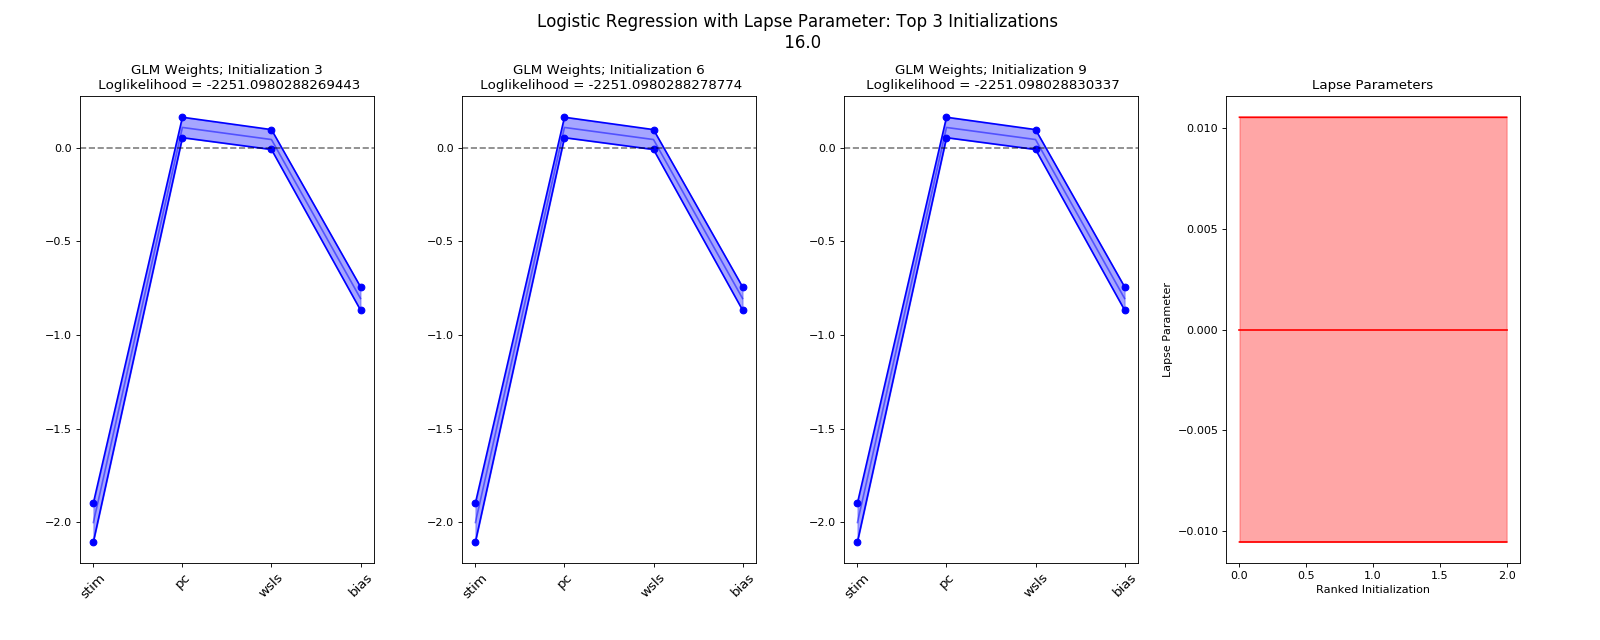 Logistic Regression with Lapse Parameter: Top 3 Initializations
16.0
GLM Weights; Initialization 3
Loglikelihood = -2251.0980288269443
0.0
−0.5
−1.0
−1.5
−2.0
stim
pc
wsls
bias
GLM Weights; Initialization 6
Loglikelihood = -2251.0980288278774
0.0
−0.5
−1.0
−1.5
−2.0
stim
pc
wsls
bias
GLM Weights; Initialization 9
Loglikelihood = -2251.098028830337
0.0
−0.5
−1.0
−1.5
−2.0
stim
pc
wsls
bias
Lapse Parameters
Lapse Parameter
0.010
0.005
0.000
−0.005
−0.010
0.0
0.5
1.0
1.5
2.0
Ranked Initialization